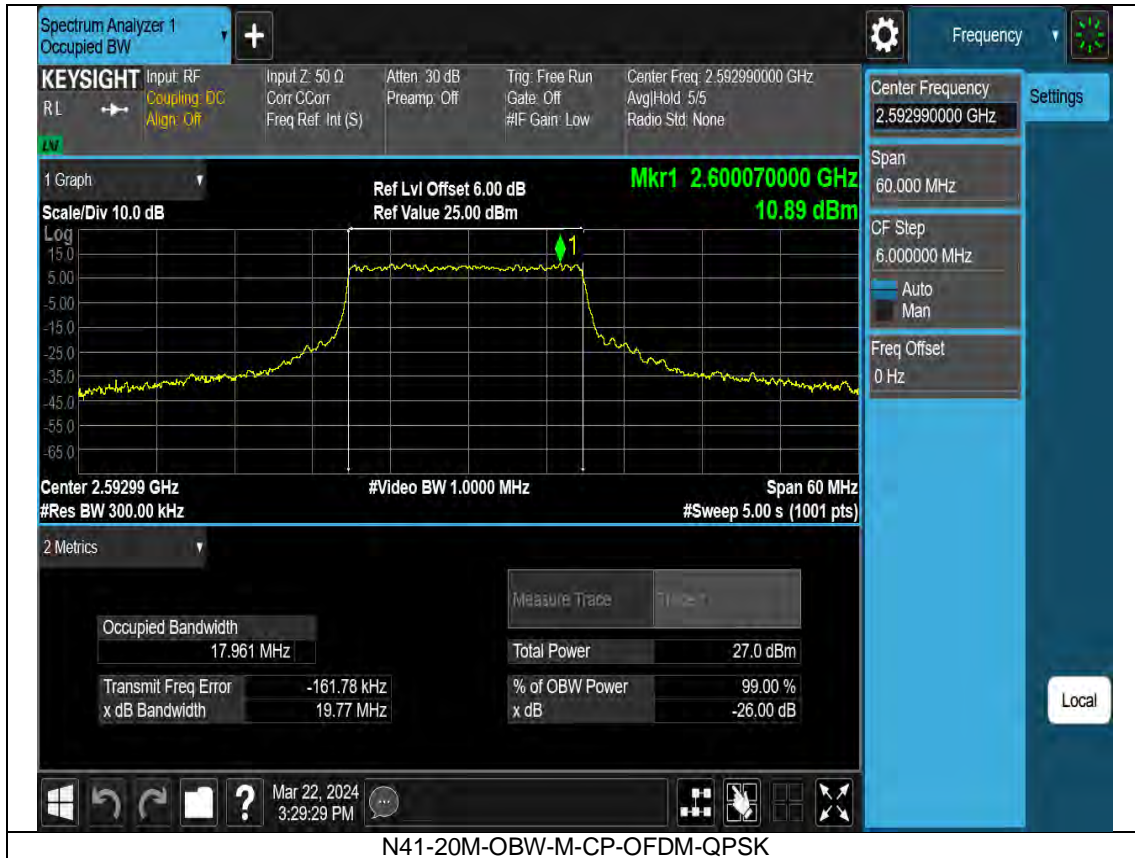 Spectrum Analyzer 1
Occupied BW
+
Frequency
KEYSIGHT
Input: RF
Input Z: 50 Ω
Atten: 30 dB
Trig: Free Run
Center Freq: 2.592990000 GHz
RL
Coupling: DC
Corr CCorr
Preamp: Off
Gate: Off
Avg|Hold: 5/5
Align: Off
Freq Ref: Int (S)
#IF Gain: Low
Radio Std: None
Center Frequency
2.592990000 GHz
Settings
Span
60.000 MHz
CF Step
6.000000 MHz
Auto
Man
Freq Offset
0 Hz
Local
1 Graph
Ref Lvl Offset 6.00 dB
Mkr1 2.600070000 GHz
Scale/Div 10.0 dB
Ref Value 25.00 dBm
10.89 dBm
Log
1
15.0
5.00
-5.00
-15.0
-25.0
-35.0
-45.0
-55.0
-65.0
Center 2.59299 GHz
#Video BW 1.0000 MHz
Span 60 MHz
#Res BW 300.00 kHz
#Sweep 5.00 s (1001 pts)
2 Metrics
Measure Trace
Occupied Bandwidth
17.961 MHz
Total Power 27.0 dBm
Transmit Freq Error -161.78 kHz
% of OBW Power 99.00 %
x dB Bandwidth 19.77 MHz
x dB -26.00 dB
?
Mar 22, 2024
3:29:29 PM
N41-20M-OBW-M-CP-OFDM-QPSK